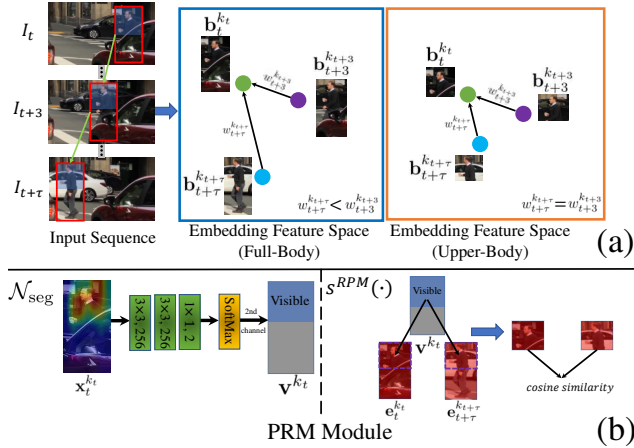 I_t
I_{t+3}
I_{t+τ}
Input Sequence
b_t^{k_t}
b_{t+3}^{k_{t+3}}
w_{t+3}^{k_{t+3}}
w_{t+τ}^{k_{t+τ}}
b_{t+τ}^{k_{t+τ}}
w_{t+τ}^{k_{t+τ}} < w_{t+3}^{k_{t+3}}
Embedding Feature Space
(Full-Body)
b_t^{k_t}
b_{t+3}^{k_{t+3}}
w_{t+3}^{k_{t+3}}
w_{t+τ}^{k_{t+τ}}
b_{t+τ}^{k_{t+τ}}
w_{t+τ}^{k_{t+τ}} = w_{t+3}^{k_{t+3}}
Embedding Feature Space
(Upper-Body)
(a)
N_seg
x_t^{k_t}
3×3, 256
3×3, 256
1×1, 2
SoftMax
2nd
channel
Visible
v^{k_t}
S^{RPM}(·)
Visible
v^{k_t}
e_t^{k_t}
e_{t+τ}^{k_{t+τ}}
cosine similarity
(b)
PRM Module